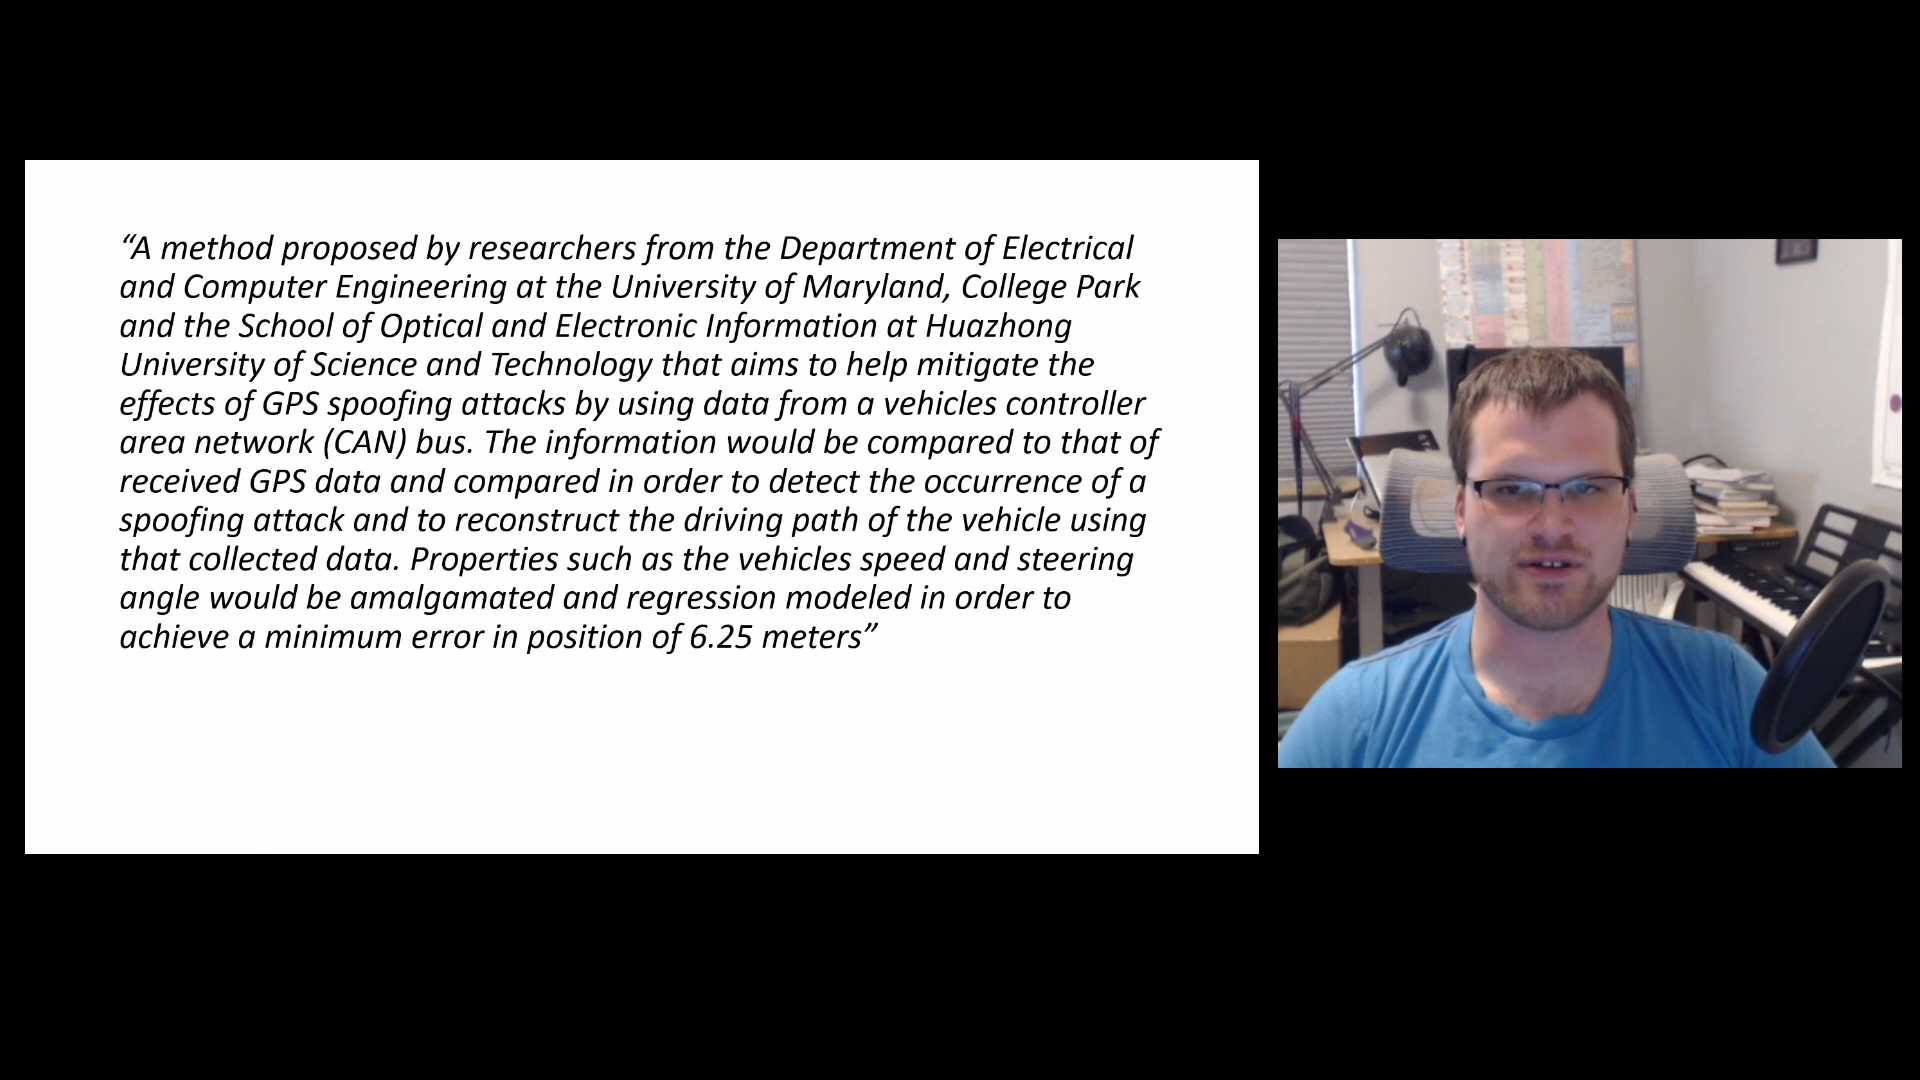 “A method proposed by researchers from the Department of Electrical
and Computer Engineering at the University of Maryland, College Park
and the School of Optical and Electronic Information at Huazhong
University of Science and Technology that aims to help mitigate the
effects of GPS spoofing attacks by using data from a vehicles controller
area network (CAN) bus. The information would be compared to that of
received GPS data and compared in order to detect the occurrence of a
spoofing attack and to reconstruct the driving path of the vehicle using
that collected data. Properties such as the vehicles speed and steering
angle would be amalgamated and regression modeled in order to
achieve a minimum error in position of 6.25 meters”